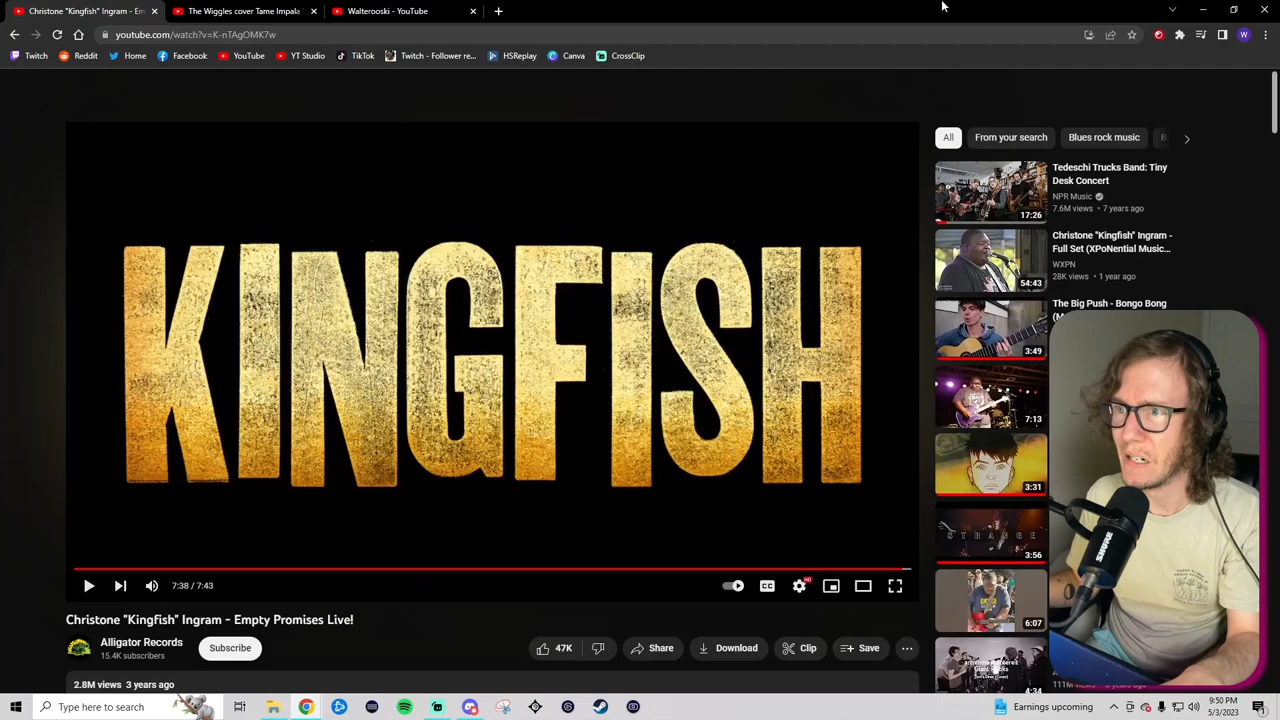 Christone "Kingfish" Ingram - Em
The Wiggles cover Tame Impala
Walterooski - YouTube
youtube.com/watch?v=K-nTAgOMK7w
W
Twitch
Reddit
Home
Facebook
YouTube
YT Studio
TikTok
Twitch - Follower re...
HSReplay
Canva
CrossClip
KINGFISH
7:38 / 7:43
CC
HD
Christone "Kingfish" Ingram - Empty Promises Live!
Alligator Records
15.4K subscribers
Subscribe
47K
Share
Download
Clip
Save
2.8M views 3 years ago
All
From your search
Blues rock music
B
17:26
Tedeschi Trucks Band: Tiny
Desk Concert
NPR Music
7.6M views • 7 years ago
54:43
Christone "Kingfish" Ingram -
Full Set (XPoNential Music...
WXPN
28K views • 1 year ago
3:49
The Big Push - Bongo Bong
7:13
3:31
STRANGE
3:56
6:07
4:34
SHURE
Type here to search
Earnings upcoming
9:50 PM
5/3/2023